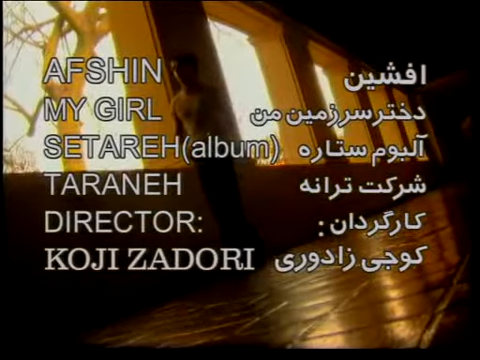 AFSHIN افشین
MY GIRL دختر سرزمین من
SETAREH(album) آلبوم ستاره
TARANEH شرکت ترانه
DIRECTOR: کارگردان :
KOJI ZADORI کوجی زادوری